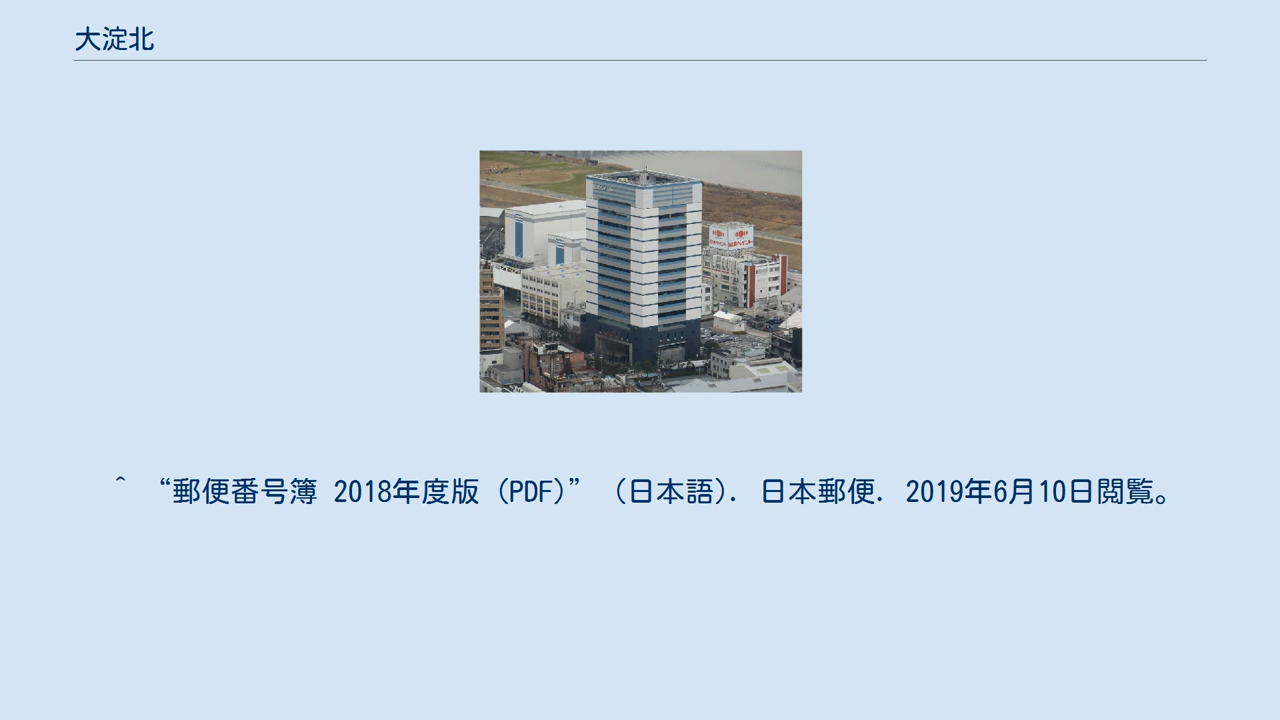 大淀北
^ “郵便番号簿 2018年度版 (PDF)” (日本語). 日本郵便. 2019年6月10日閲覧。